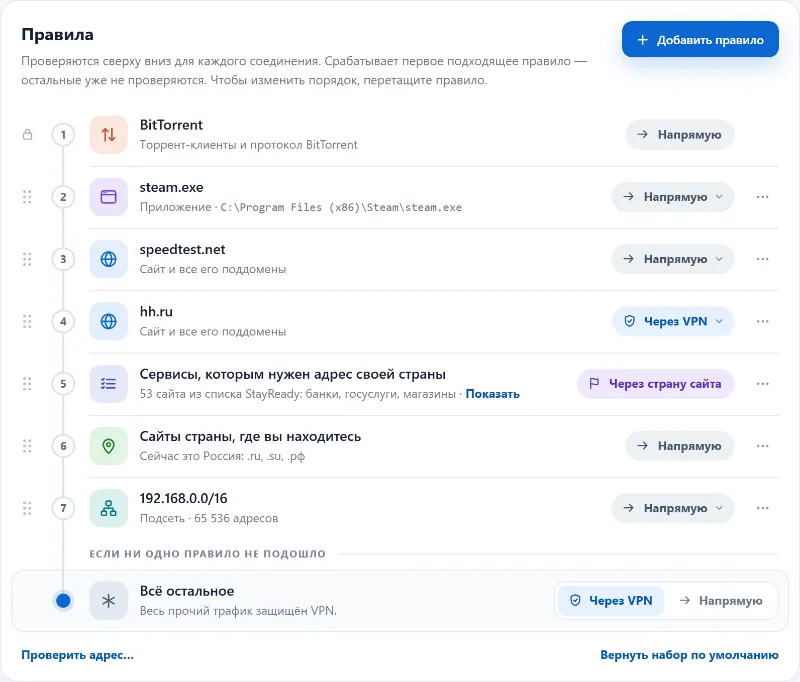 Правила
Добавить правило
Проверяются сверху вниз для каждого соединения. Срабатывает первое подходящее правило —
остальные уже не проверяются. Чтобы изменить порядок, перетащите правило.
1
BitTorrent
Торрент-клиенты и протокол BitTorrent
Напрямую
2
steam.exe
Приложение · C:\Program Files (x86)\Steam\steam.exe
Напрямую
3
speedtest.net
Сайт и все его поддомены
Напрямую
4
hh.ru
Сайт и все его поддомены
Через VPN
5
Сервисы, которым нужен адрес своей страны
53 сайта из списка StayReady: банки, госуслуги, магазины · Показать
Через страну сайта
6
Сайты страны, где вы находитесь
Сейчас это Россия: .ru, .su, .рф
Напрямую
7
192.168.0.0/16
Подсеть · 65 536 адресов
Напрямую
ЕСЛИ НИ ОДНО ПРАВИЛО НЕ ПОДОШЛО
Всё остальное
Весь прочий трафик защищён VPN.
Через VPN
Напрямую
Проверить адрес...
Вернуть набор по умолчанию